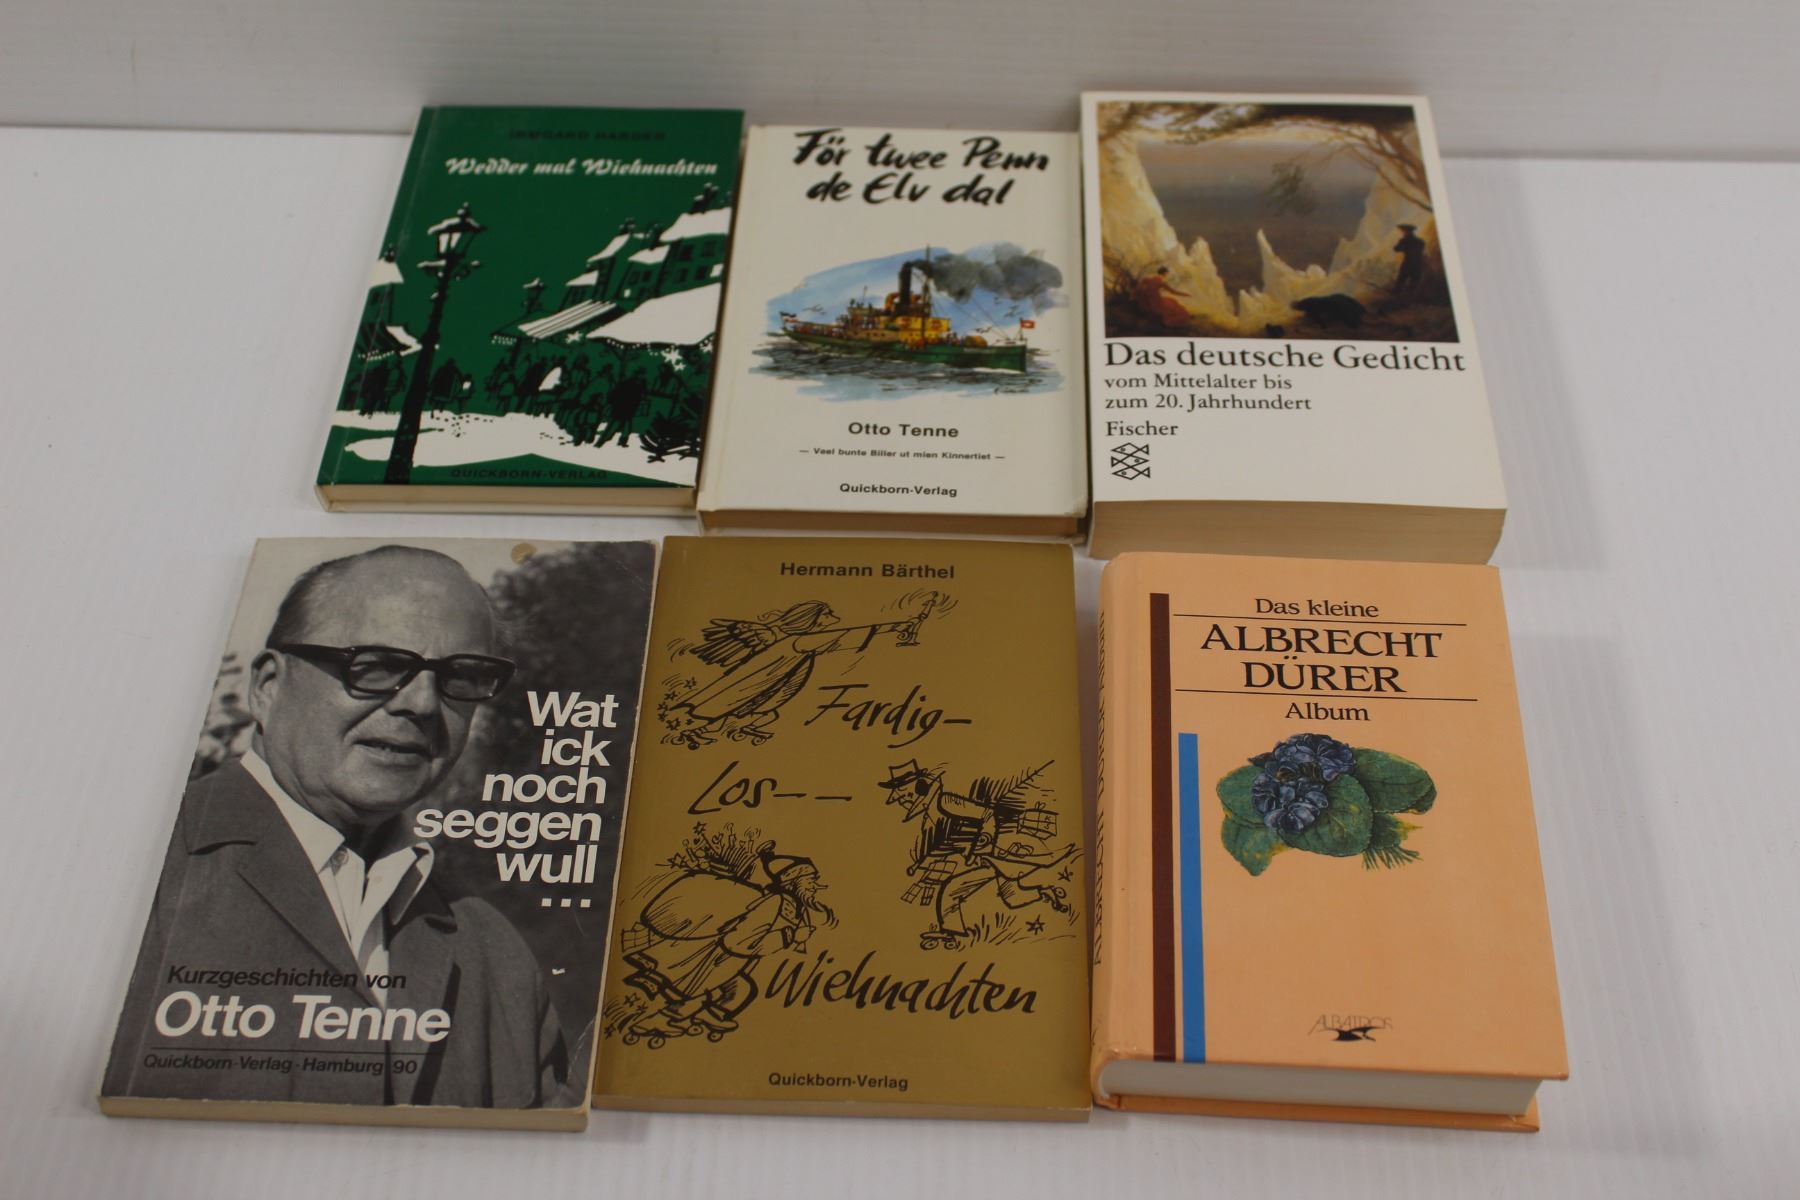 IRMGARD HARDER
Wedder mal Wiehnachten
QUICKBORN-VERLAG
För twee Penn
de Elv dal
Otto Tenne
— Veel bunte Biller ut mien Kinnertiet —
Quickborn-Verlag
Das deutsche Gedicht
vom Mittelalter bis
zum 20. Jahrhundert
Fischer
Wat
ick
noch
seggen
wull
...
Kurzgeschichten von
Otto Tenne
Quickborn-Verlag · Hamburg 90
Hermann Bärthel
Fardig—
Los— —
Wiehnachten
Quickborn-Verlag
Das kleine
ALBRECHT
DÜRER
Album
ALBATROS
ALBRECHT DÜRER ALBUM